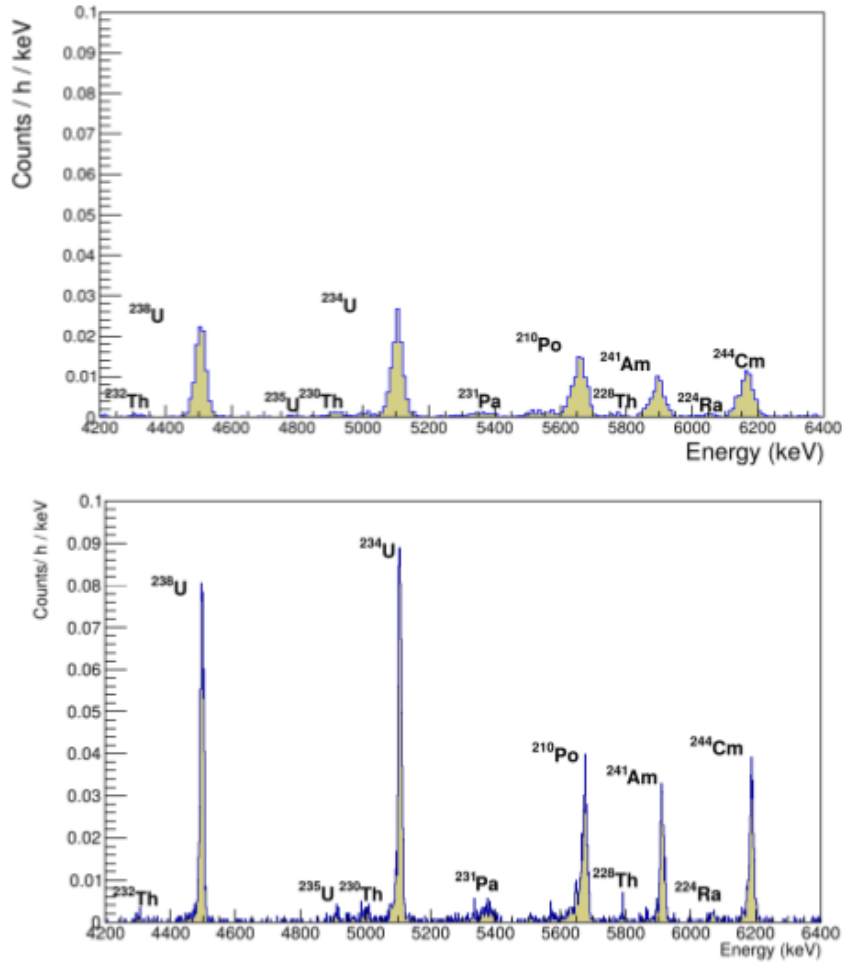 Counts / h / keV
0.1
0.09
0.08
0.07
0.06
0.05
0.04
0.03
0.02
0.01
0
²³²Th
²³⁸U
²³⁵U
²³⁰Th
²³⁴U
²³¹Pa
²¹⁰Po
²²⁸Th
²⁴¹Am
²²⁴Ra
²⁴⁴Cm
4200 4400 4600 4800 5000 5200 5400 5600 5800 6000 6200 6400
Energy (keV)
Counts/ h / keV
0.1
0.09
0.08
0.07
0.06
0.05
0.04
0.03
0.02
0.01
0
²³²Th
²³⁸U
²³⁵U
²³⁰Th
²³⁴U
²³¹Pa
²¹⁰Po
²²⁸Th
²⁴¹Am
²²⁴Ra
²⁴⁴Cm
4200 4400 4600 4800 5000 5200 5400 5600 5800 6000 6200 6400
Energy (keV)